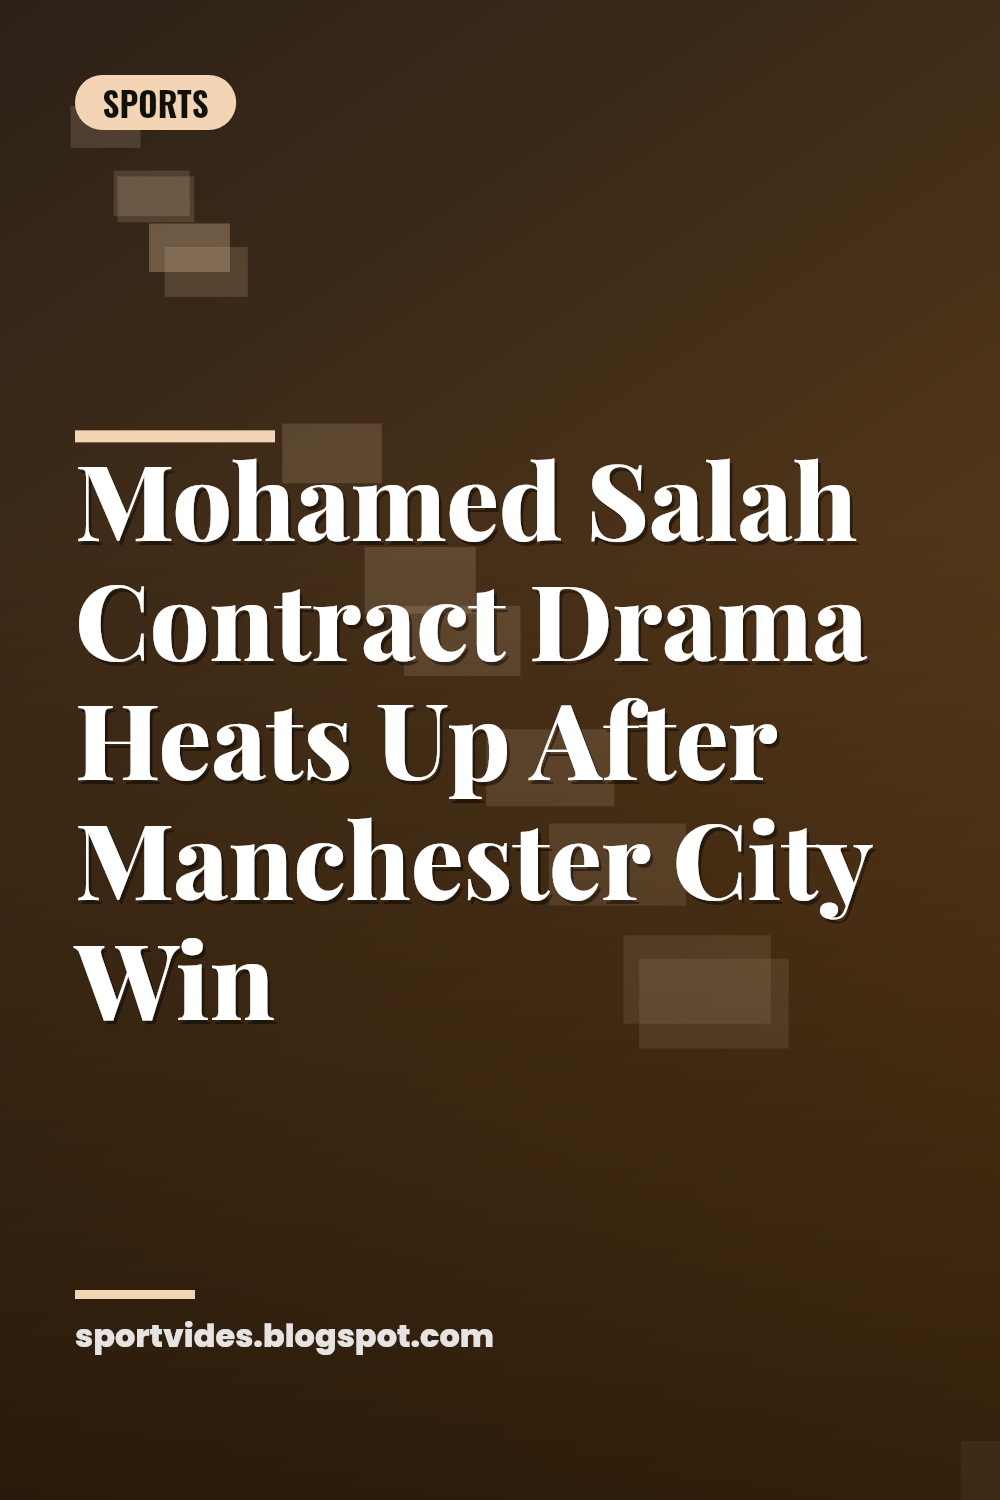 SPORTS
Mohamed Salah
Contract Drama
Heats Up After
Manchester City
Win
sportvides.blogspot.com